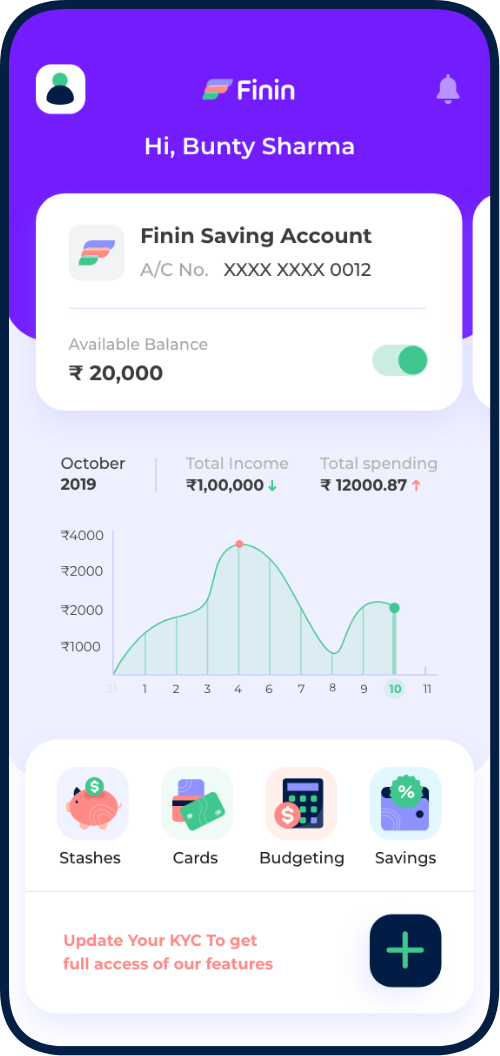 Finin
Hi, Bunty Sharma
Finin Saving Account
A/C No. XXXX XXXX 0012
Available Balance
₹ 20,000
October
2019
Total Income
₹1,00,000
Total spending
₹ 12000.87
₹4000
₹2000
₹2000
₹1000
31 1 2 3 4 6 7 8 9 10 11
$ $ %
Stashes Cards Budgeting Savings
Update Your KYC To get
full access of our features